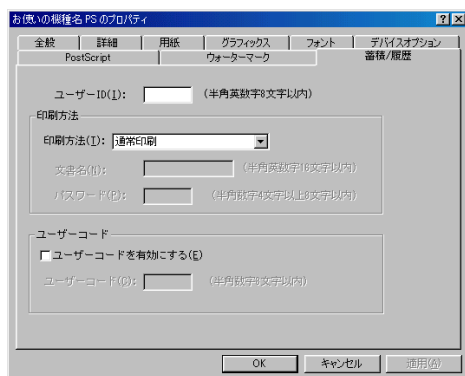 お使いの機種名 PS のプロパティ
全般 詳細 用紙 グラフィックス フォント デバイスオプション
PostScript ウォーターマーク 蓄積/履歴
ユーザーID(I): (半角英数字8文字以内)
印刷方法
印刷方法(T): 通常印刷
文書名(N): (半角英数字16文字以内)
パスワード(P): (半角数字4文字以上8文字以内)
ユーザーコード
ユーザーコードを有効にする(E)
ユーザーコード(C): (半角数字8文字以内)
OK キャンセル 適用(A)